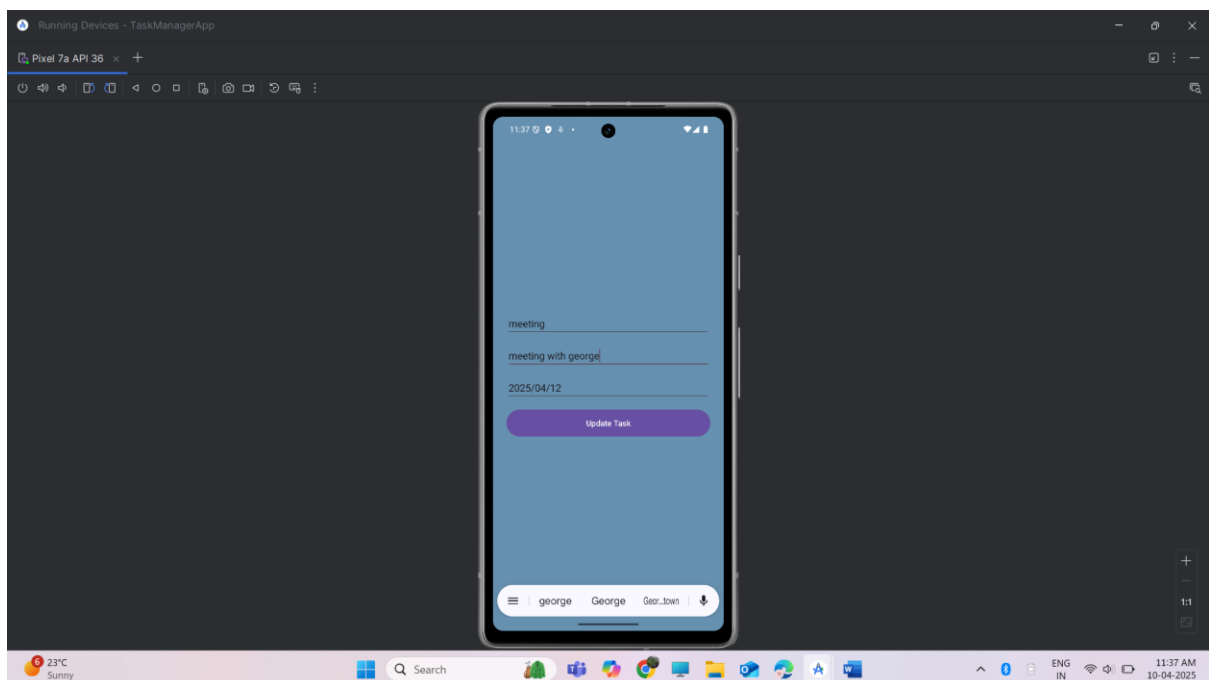 Running Devices - TaskManagerApp
Pixel 7a API 36
11:37
meeting
meeting with george
2025/04/12
Update Task
george George Geor...town
1:1
6
23°C
Sunny
Search
ENG
IN
11:37 AM
10-04-2025